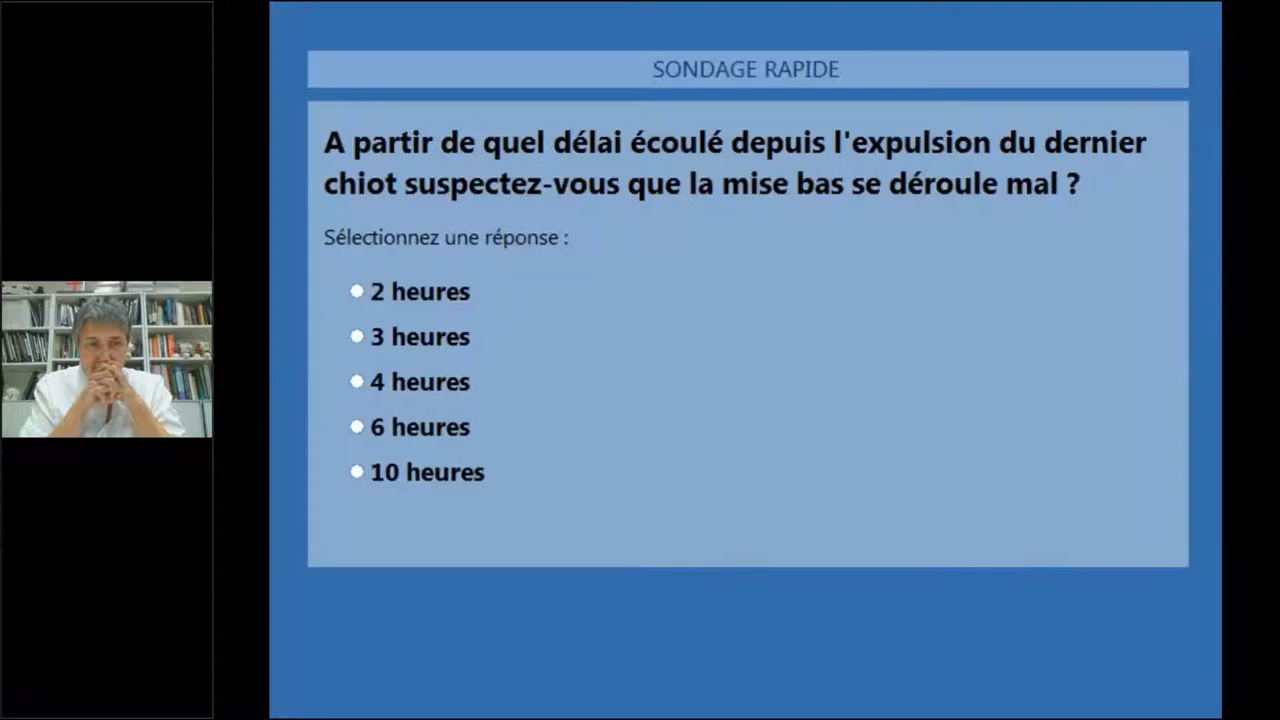 SONDAGE RAPIDE
A partir de quel délai écoulé depuis l'expulsion du dernier
chiot suspectez-vous que la mise bas se déroule mal ?
Sélectionnez une réponse :
2 heures
3 heures
4 heures
6 heures
10 heures